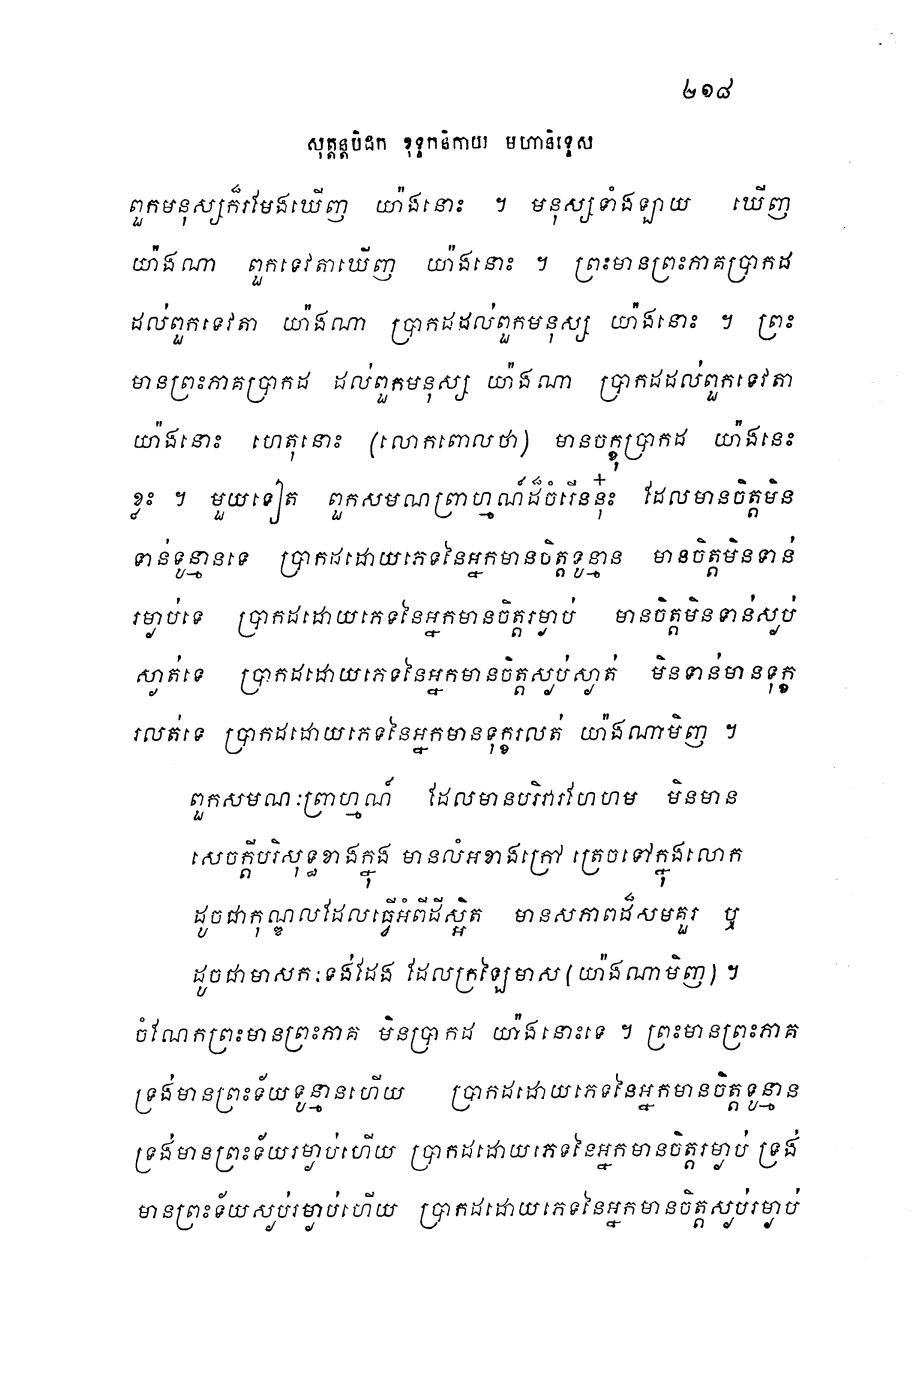 ២១៨
សុត្តន្តបិដក ខុទ្ទកនិកាយ មហានិទ្ទេស
ពួកមនុស្សក៏រមែងឃើញ យ៉ាងនោះ ។ មនុស្សទាំងឡាយ ឃើញ
យ៉ាងណា ពួកទេវតាឃើញ យ៉ាងនោះ ។ ព្រះមានព្រះភាគប្រាកដ
ដល់ពួកទេវតា យ៉ាងណា ប្រាកដដល់ពួកមនុស្ស យ៉ាងនោះ ។ ព្រះ
មានព្រះភាគប្រាកដ ដល់ពួកមនុស្ស យ៉ាងណា ប្រាកដដល់ពួកទេវតា
យ៉ាងនោះ ហេតុនោះ (លោកពោលថា) មានចក្ខុប្រាកដ យ៉ាងនេះ
ខ្លះ ។ មួយទៀត ពួកសមណព្រាហ្មណ៍ដ៏ចំរើននុ៎ះ ដែលមានចិត្តមិន
ទាន់ទូន្មានទេ ប្រាកដដោយភេទនៃអ្នកមានចិត្តទូន្មាន មានចិត្តមិនទាន់
រម្ងាប់ទេ ប្រាកដដោយភេទនៃអ្នកមានចិត្តរម្ងាប់ មានចិត្តមិនទាន់ស្ងប់
ស្ងាត់ទេ ប្រាកដដោយភេទនៃអ្នកមានចិត្តស្ងប់ស្ងាត់ មិនទាន់មានទុក្ខ
រលត់ទេ ប្រាកដដោយភេទនៃអ្នកមានទុក្ខរលត់ យ៉ាងណាមិញ ។
ពួកសមណៈព្រាហ្មណ៍ ដែលមានបរិវារហែហម មិនមាន
សេចក្តីបរិសុទ្ធខាងក្នុង មានលំអខាងក្រៅ ត្រេចទៅក្នុងលោក
ដូចជាកុណ្ឌលដែលធ្វើអំពីដីស្អិត មានសភាពដ៏សមគួរ ឬ
ដូចជាមាសកៈទង់ដែង ដែលក្រឡៃមាស (យ៉ាងណាមិញ) ។
ចំណែកព្រះមានព្រះភាគ មិនប្រាកដ យ៉ាងនោះទេ ។ ព្រះមានព្រះភាគ
ទ្រង់មានព្រះទ័យទូន្មានហើយ ប្រាកដដោយភេទនៃអ្នកមានចិត្តទូន្មាន
ទ្រង់មានព្រះទ័យរម្ងាប់ហើយ ប្រាកដដោយភេទនៃអ្នកមានចិត្តរម្ងាប់ ទ្រង់
មានព្រះទ័យស្ងប់រម្ងាប់ហើយ ប្រាកដដោយភេទនៃអ្នកមានចិត្តស្ងប់រម្ងាប់